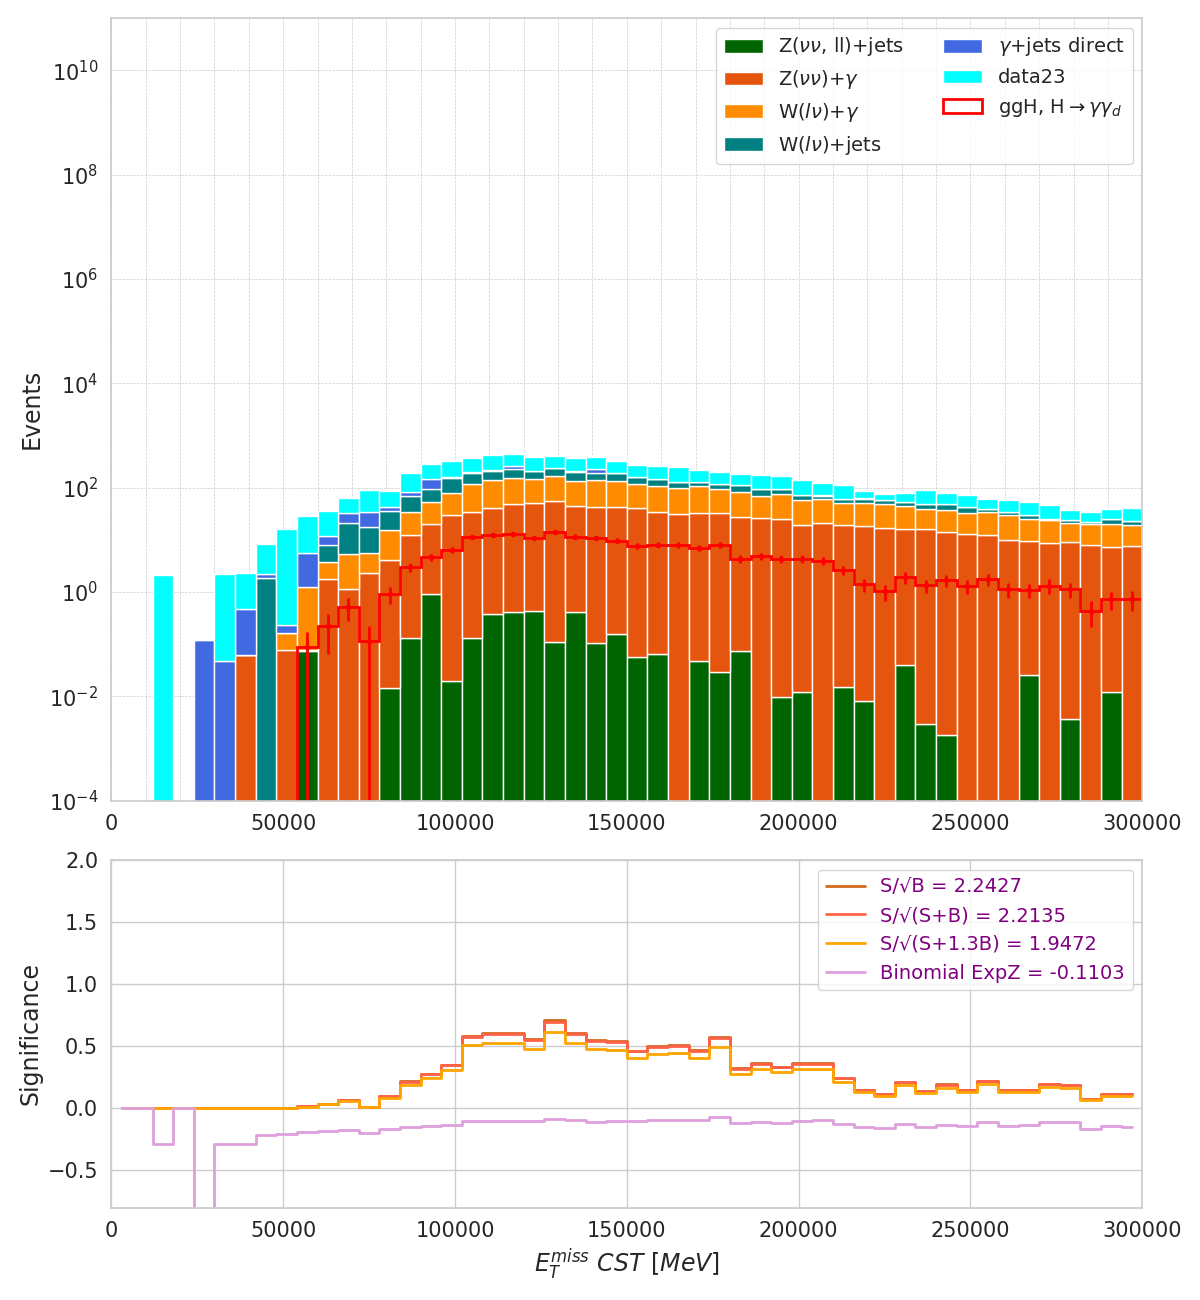 Z(νν, ll)+jets
Z(νν)+γ
W(lν)+γ
W(lν)+jets
γ+jets direct
data23
ggH, H→γγ_d
Events
10^10
10^8
10^6
10^4
10^2
10^0
10^−2
10^−4
0 50000 100000 150000 200000 250000 300000
S/√B = 2.2427
S/√(S+B) = 2.2135
S/√(S+1.3B) = 1.9472
Binomial ExpZ = -0.1103
Significance
2.0
1.5
1.0
0.5
0.0
−0.5
0 50000 100000 150000 200000 250000 300000
E_T^miss CST [MeV]